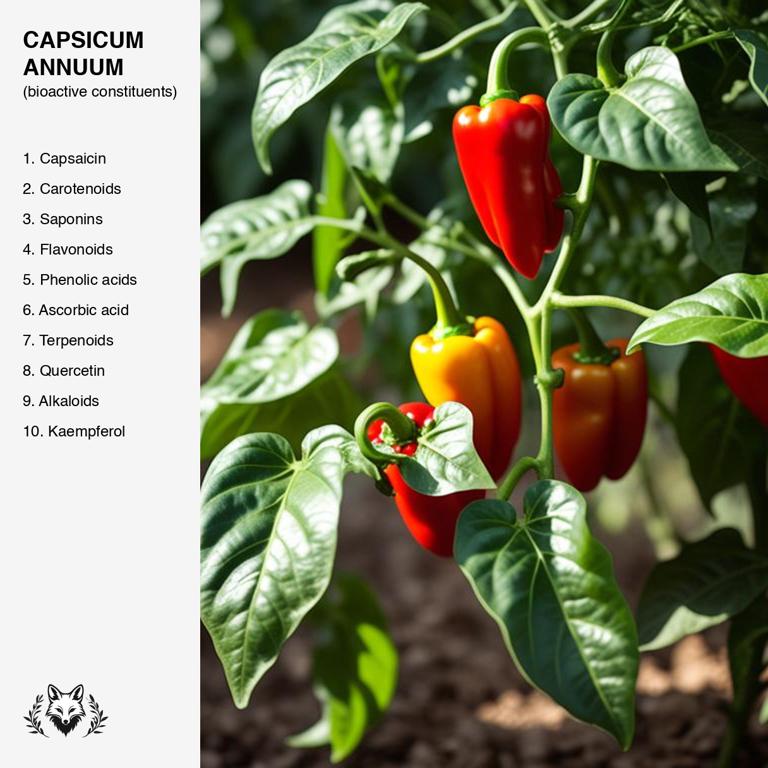 CAPSICUM
ANNUUM
(bioactive constituents)
1. Capsaicin
2. Carotenoids
3. Saponins
4. Flavonoids
5. Phenolic acids
6. Ascorbic acid
7. Terpenoids
8. Quercetin
9. Alkaloids
10. Kaempferol